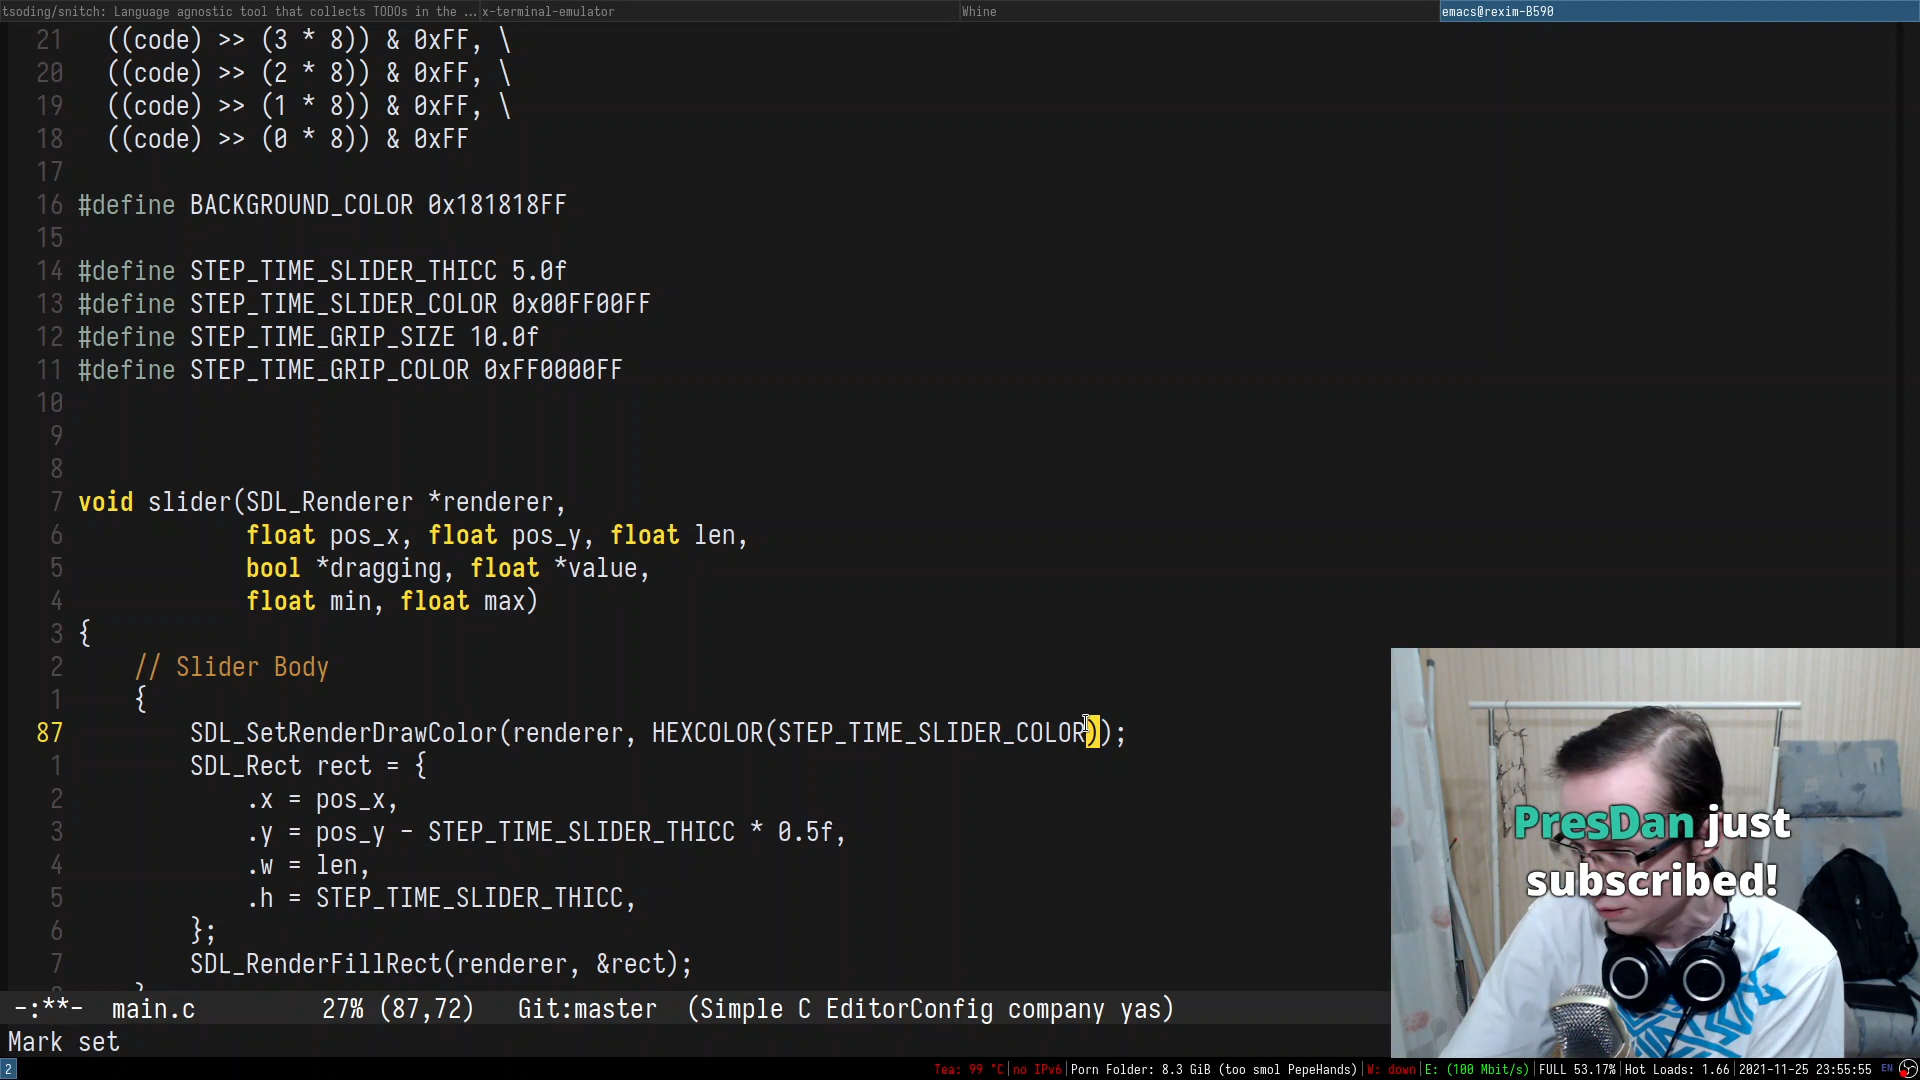 tsoding/snitch: Language agnostic tool that collects TODOs in the ... x-terminal-emulator Whine emacs@rexim-B590
21 ((code) >> (3 * 8)) & 0xFF, \
20 ((code) >> (2 * 8)) & 0xFF, \
19 ((code) >> (1 * 8)) & 0xFF, \
18 ((code) >> (0 * 8)) & 0xFF
17
16 #define BACKGROUND_COLOR 0x181818FF
15
14 #define STEP_TIME_SLIDER_THICC 5.0f
13 #define STEP_TIME_SLIDER_COLOR 0x00FF00FF
12 #define STEP_TIME_GRIP_SIZE 10.0f
11 #define STEP_TIME_GRIP_COLOR 0xFF0000FF
10
9
8
7 void slider(SDL_Renderer *renderer,
6 float pos_x, float pos_y, float len,
5 bool *dragging, float *value,
4 float min, float max)
3 {
2 // Slider Body
1 {
87 SDL_SetRenderDrawColor(renderer, HEXCOLOR(STEP_TIME_SLIDER_COLOR));
1 SDL_Rect rect = {
2 .x = pos_x,
3 .y = pos_y - STEP_TIME_SLIDER_THICC * 0.5f,
4 .w = len,
5 .h = STEP_TIME_SLIDER_THICC,
6 };
7 SDL_RenderFillRect(renderer, &rect);
PresDan just
subscribed!
-:**- main.c 27% (87,72) Git:master (Simple C EditorConfig company yas)
Mark set
2 Tea: 99 °C|no IPv6|Porn Folder: 8.3 GiB (too smol PepeHands)|W: down|E: (100 Mbit/s)|FULL 53.17%|Hot Loads: 1.66|2021-11-25 23:55:55 EN